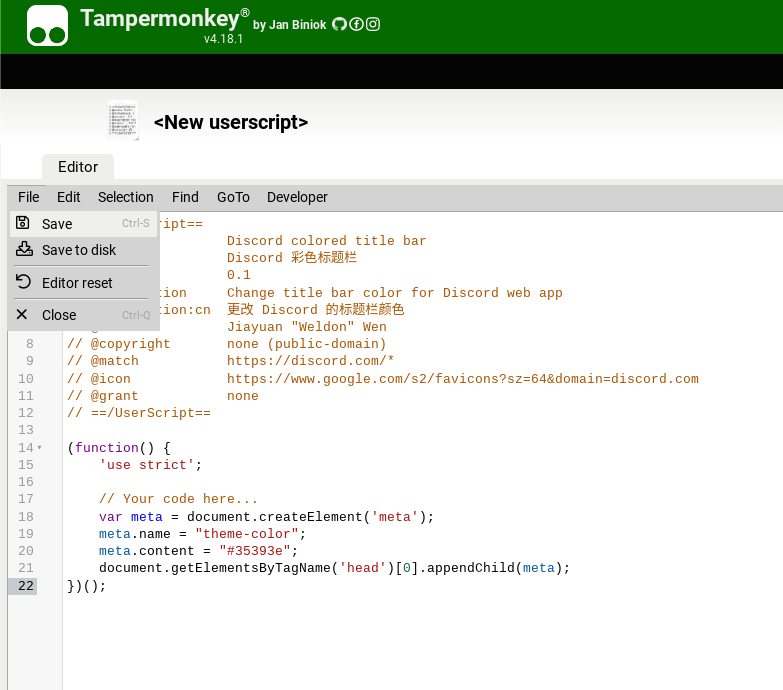 Tampermonkey® by Jan Biniok
v4.18.1
<New userscript>
Editor
File Edit Selection Find GoTo Developer
Save Ctrl-S
Save to disk
Editor reset
Close Ctrl-Q
ript==
Discord colored title bar
Discord 彩色标题栏
0.1
tion Change title bar color for Discord web app
tion:cn 更改 Discord 的标题栏颜色
Jiayuan "Weldon" Wen
8 // @copyright none (public-domain)
9 // @match https://discord.com/*
10 // @icon https://www.google.com/s2/favicons?sz=64&domain=discord.com
11 // @grant none
12 // ==/UserScript==
13
14 (function() {
15 'use strict';
16
17 // Your code here...
18 var meta = document.createElement('meta');
19 meta.name = "theme-color";
20 meta.content = "#35393e";
21 document.getElementsByTagName('head')[0].appendChild(meta);
22 })();